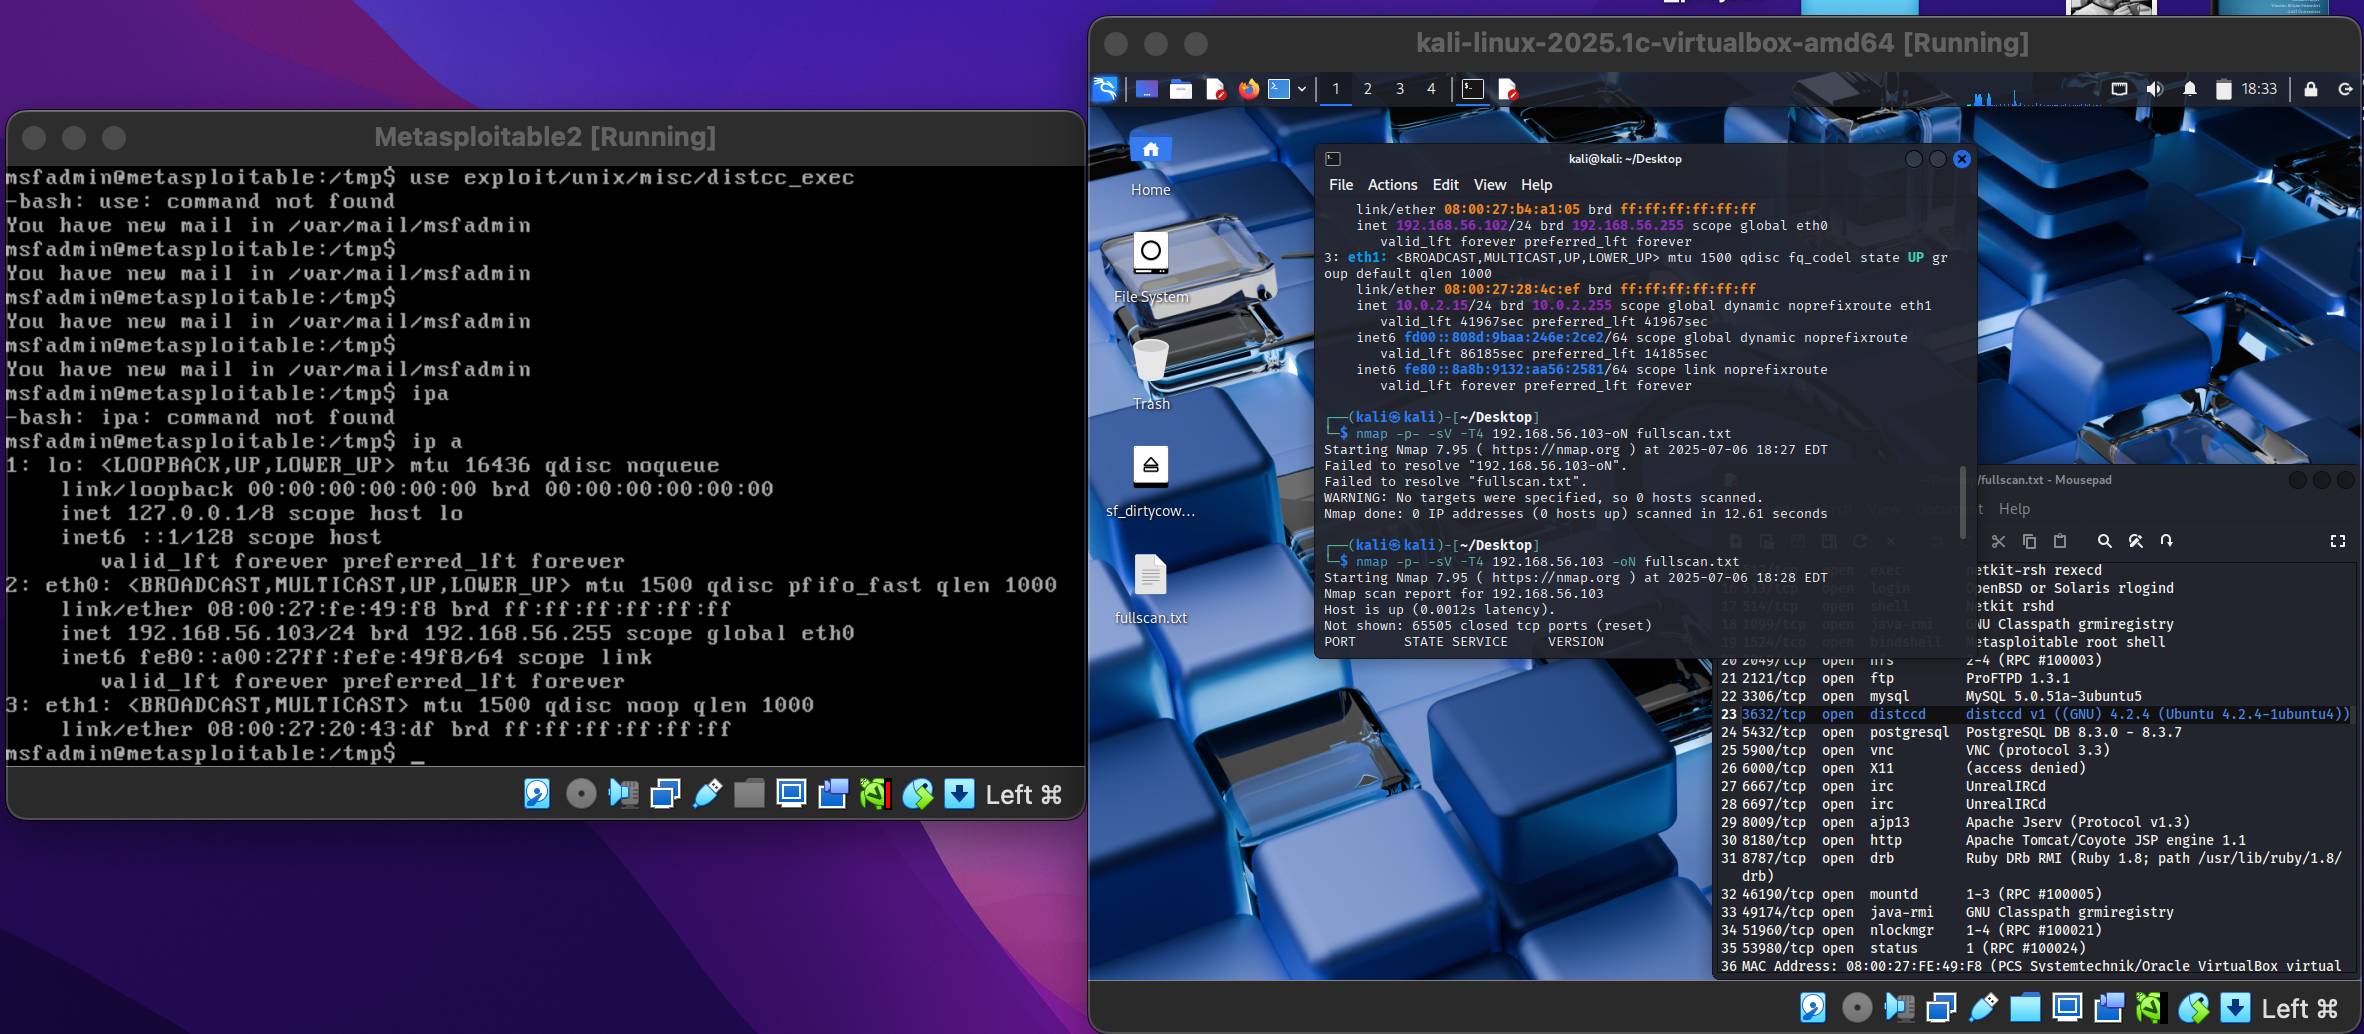 Metasploitable2 [Running]
msfadmin@metasploitable:/tmp$ use exploit/unix/misc/distcc_exec
-bash: use: command not found
You have new mail in /var/mail/msfadmin
msfadmin@metasploitable:/tmp$
You have new mail in /var/mail/msfadmin
msfadmin@metasploitable:/tmp$
You have new mail in /var/mail/msfadmin
msfadmin@metasploitable:/tmp$
You have new mail in /var/mail/msfadmin
msfadmin@metasploitable:/tmp$ ipa
-bash: ipa: command not found
msfadmin@metasploitable:/tmp$ ip a
1: lo: <LOOPBACK,UP,LOWER_UP> mtu 16436 qdisc noqueue
link/loopback 00:00:00:00:00:00 brd 00:00:00:00:00:00
inet 127.0.0.1/8 scope host lo
inet6 ::1/128 scope host
valid_lft forever preferred_lft forever
2: eth0: <BROADCAST,MULTICAST,UP,LOWER_UP> mtu 1500 qdisc pfifo_fast qlen 1000
link/ether 08:00:27:fe:49:f8 brd ff:ff:ff:ff:ff:ff
inet 192.168.56.103/24 brd 192.168.56.255 scope global eth0
inet6 fe80::a00:27ff:fefe:49f8/64 scope link
valid_lft forever preferred_lft forever
3: eth1: <BROADCAST,MULTICAST> mtu 1500 qdisc noop qlen 1000
link/ether 08:00:27:20:43:df brd ff:ff:ff:ff:ff:ff
msfadmin@metasploitable:/tmp$ _
Left ⌘
kali-linux-2025.1c-virtualbox-amd64 [Running]
1 2 3 4
18:33
Home
File System
Trash
sf_dirtycow...
fullscan.txt
kali@kali: ~/Desktop
File Actions Edit View Help
link/ether 08:00:27:b4:a1:05 brd ff:ff:ff:ff:ff:ff
inet 192.168.56.102/24 brd 192.168.56.255 scope global eth0
valid_lft forever preferred_lft forever
3: eth1: <BROADCAST,MULTICAST,UP,LOWER_UP> mtu 1500 qdisc fq_codel state UP gr
oup default qlen 1000
link/ether 08:00:27:28:4c:ef brd ff:ff:ff:ff:ff:ff
inet 10.0.2.15/24 brd 10.0.2.255 scope global dynamic noprefixroute eth1
valid_lft 41967sec preferred_lft 41967sec
inet6 fd00::808d:9baa:246e:2ce2/64 scope global dynamic noprefixroute
valid_lft 86185sec preferred_lft 14185sec
inet6 fe80::8a8b:9132:aa56:2581/64 scope link noprefixroute
valid_lft forever preferred_lft forever
┌──(kali㉿kali)-[~/Desktop]
└─$ nmap -p- -sV -T4 192.168.56.103-oN fullscan.txt
Starting Nmap 7.95 ( https://nmap.org ) at 2025-07-06 18:27 EDT
Failed to resolve "192.168.56.103-oN".
Failed to resolve "fullscan.txt".
WARNING: No targets were specified, so 0 hosts scanned.
Nmap done: 0 IP addresses (0 hosts up) scanned in 12.61 seconds
┌──(kali㉿kali)-[~/Desktop]
└─$ nmap -p- -sV -T4 192.168.56.103 -oN fullscan.txt
Starting Nmap 7.95 ( https://nmap.org ) at 2025-07-06 18:28 EDT
Nmap scan report for 192.168.56.103
Host is up (0.0012s latency).
Not shown: 65505 closed tcp ports (reset)
PORT STATE SERVICE VERSION
/fullscan.txt - Mousepad
Help
exec netkit-rsh rexecd
login OpenBSD or Solaris rlogind
17 514/tcp open shell Netkit rshd
18 1099/tcp open java-rmi GNU Classpath grmiregistry
19 1524/tcp open bindshell Metasploitable root shell
20 2049/tcp open nfs 2-4 (RPC #100003)
21 2121/tcp open ftp ProFTPD 1.3.1
22 3306/tcp open mysql MySQL 5.0.51a-3ubuntu5
23 3632/tcp open distccd distccd v1 ((GNU) 4.2.4 (Ubuntu 4.2.4-1ubuntu4))
24 5432/tcp open postgresql PostgreSQL DB 8.3.0 - 8.3.7
25 5900/tcp open vnc VNC (protocol 3.3)
26 6000/tcp open X11 (access denied)
27 6667/tcp open irc UnrealIRCd
28 6697/tcp open irc UnrealIRCd
29 8009/tcp open ajp13 Apache Jserv (Protocol v1.3)
30 8180/tcp open http Apache Tomcat/Coyote JSP engine 1.1
31 8787/tcp open drb Ruby DRb RMI (Ruby 1.8; path /usr/lib/ruby/1.8/
drb)
32 46190/tcp open mountd 1-3 (RPC #100005)
33 49174/tcp open java-rmi GNU Classpath grmiregistry
34 51960/tcp open nlockmgr 1-4 (RPC #100021)
35 53980/tcp open status 1 (RPC #100024)
36 MAC Address: 08:00:27:FE:49:F8 (PCS Systemtechnik/Oracle VirtualBox virtual
Left ⌘